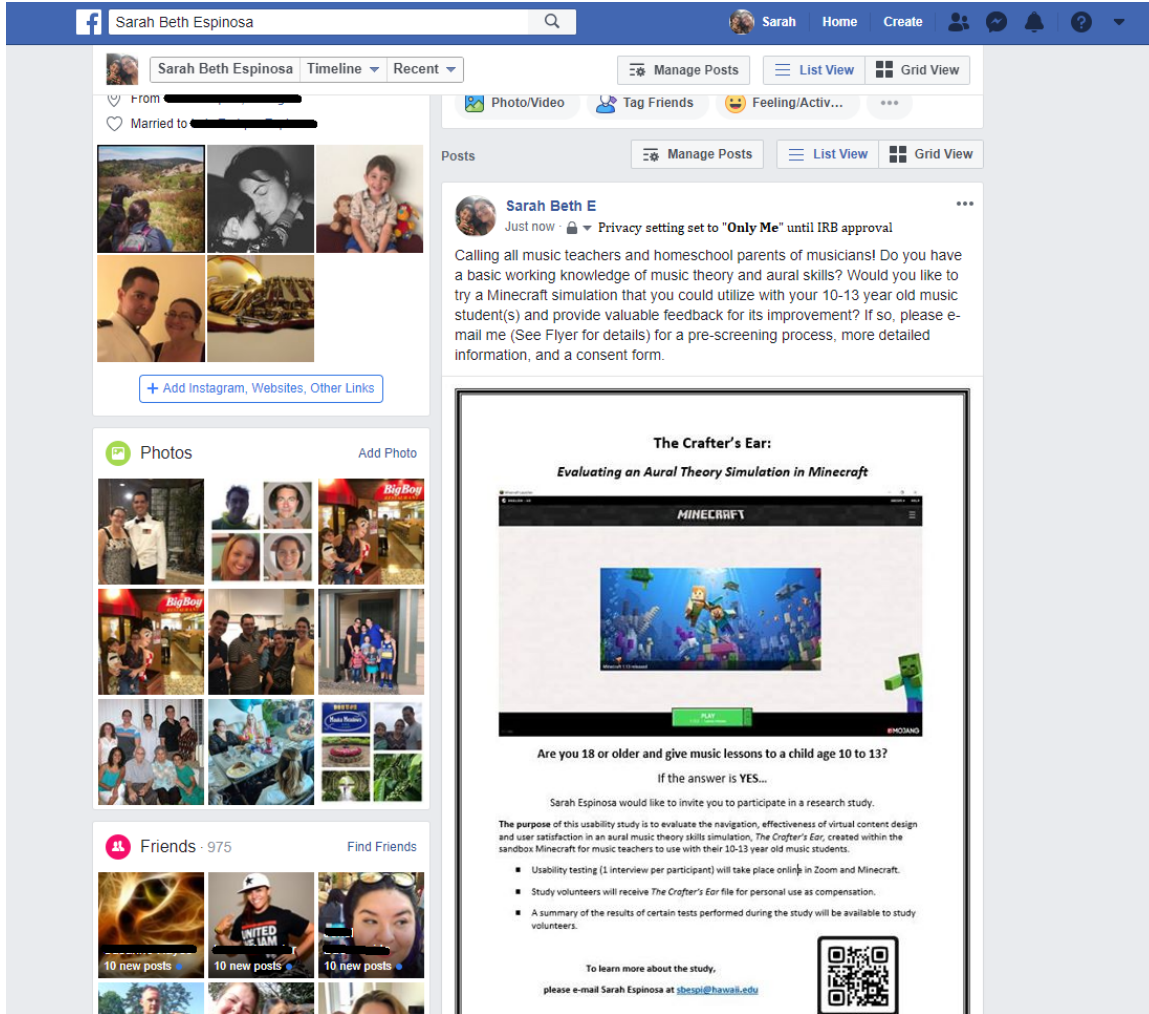 Sarah Beth Espinosa
Sarah
Home
Create
Sarah Beth Espinosa
Timeline
Recent
Manage Posts
List View
Grid View
From
Married to
Photo/Video
Tag Friends
Feeling/Activ...
Posts
Manage Posts
List View
Grid View
Sarah Beth E
Just now · Privacy setting set to "Only Me" until IRB approval
Calling all music teachers and homeschool parents of musicians! Do you have
a basic working knowledge of music theory and aural skills? Would you like to
try a Minecraft simulation that you could utilize with your 10-13 year old music
student(s) and provide valuable feedback for its improvement? If so, please e-
mail me (See Flyer for details) for a pre-screening process, more detailed
information, and a consent form.
+ Add Instagram, Websites, Other Links
Photos
Add Photo
BigBoy
RESTAURANT
BigBoy
Friends · 975
Find Friends
UNITED
WE JAM
10 new posts
10 new posts
10 new posts
The Crafter's Ear:
Evaluating an Aural Theory Simulation in Minecraft
MINECRAFT
Minecraft 1.13 released
PLAY
MOJANG
Are you 18 or older and give music lessons to a child age 10 to 13?
If the answer is YES...
Sarah Espinosa would like to invite you to participate in a research study.
The purpose of this usability study is to evaluate the navigation, effectiveness of virtual content design
and user satisfaction in an aural music theory skills simulation, The Crafter's Ear, created within the
sandbox Minecraft for music teachers to use with their 10-13 year old music students.
■ Usability testing (1 interview per participant) will take place online in Zoom and Minecraft.
■ Study volunteers will receive The Crafter's Ear file for personal use as compensation.
■ A summary of the results of certain tests performed during the study will be available to study
volunteers.
To learn more about the study,
please e-mail Sarah Espinosa at sbespi@hawaii.edu